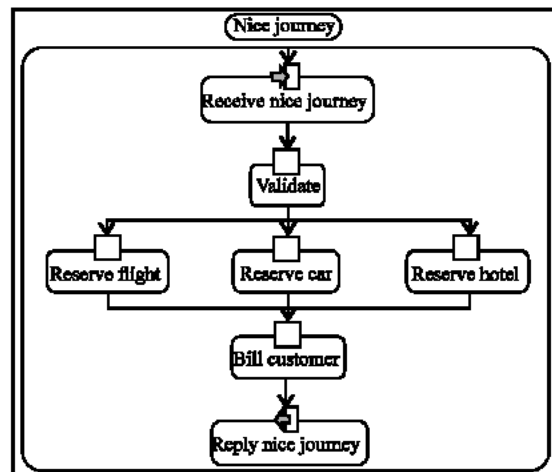 Nice journey
Receive nice journey
Validate
Reserve flight
Reserve car
Reserve hotel
Bill customer
Reply nice journey